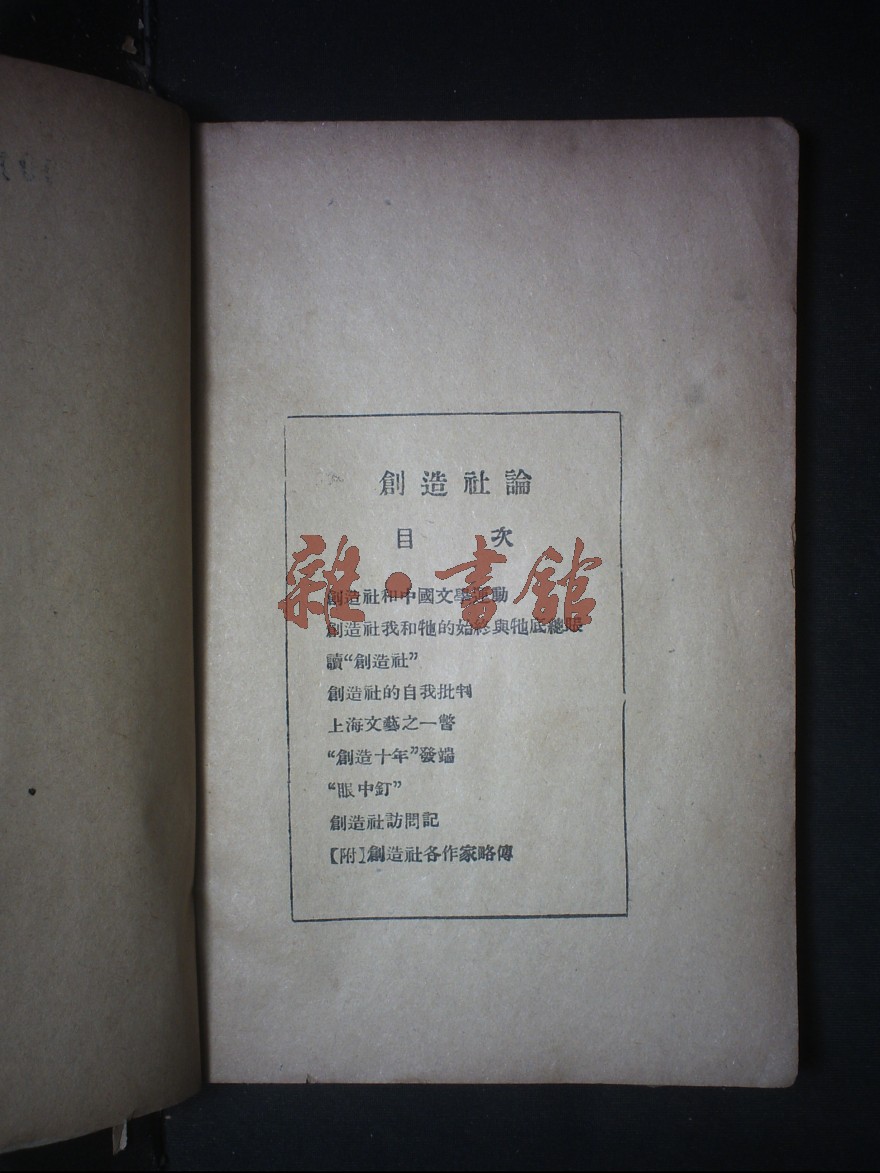 創造社論
目 次
創造社和中國文學運動
創造社我和牠的始終與牠底總賬
讀“創造社”
創造社的自我批判
上海文藝之一瞥
“創造十年”發端
“眼中釘”
創造社訪問記
【附】創造社各作家略傳
雜·書館